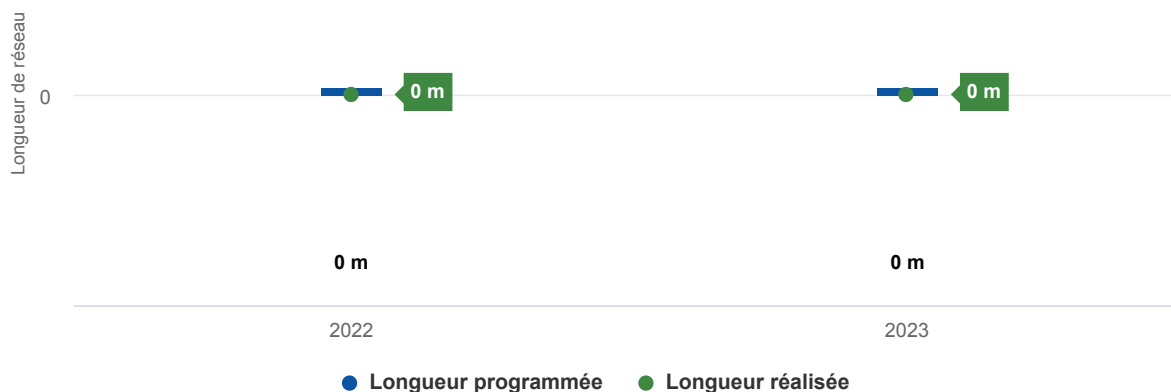 Longueur de réseau
0
0 m
0 m
0 m
0 m
2022
2023
Longueur programmée
Longueur réalisée